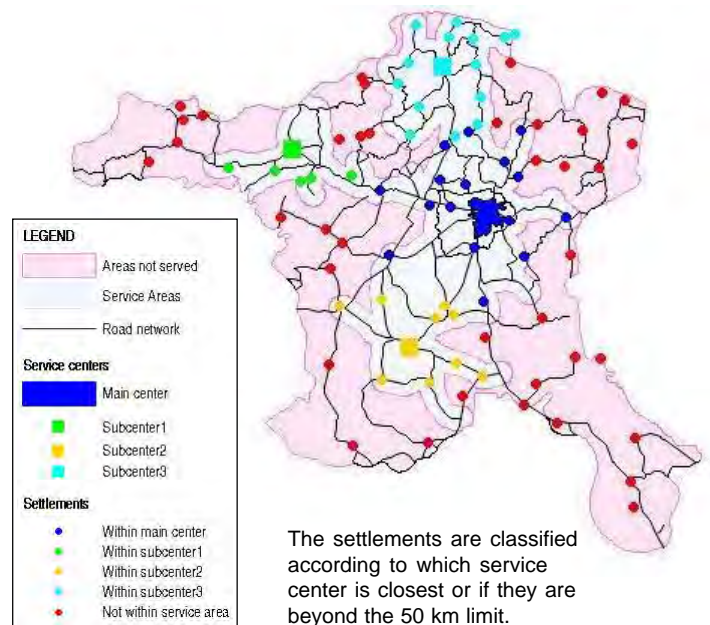 LEGEND
Areas not served
Service Areas
Road network
Service centers
Main center
Subcenter1
Subcenter2
Subcenter3
Settlements
Within main center
Within subcenter1
Within subcenter2
Within subcenter3
Not within service area
The settlements are classified
according to which service
center is closest or if they are
beyond the 50 km limit.